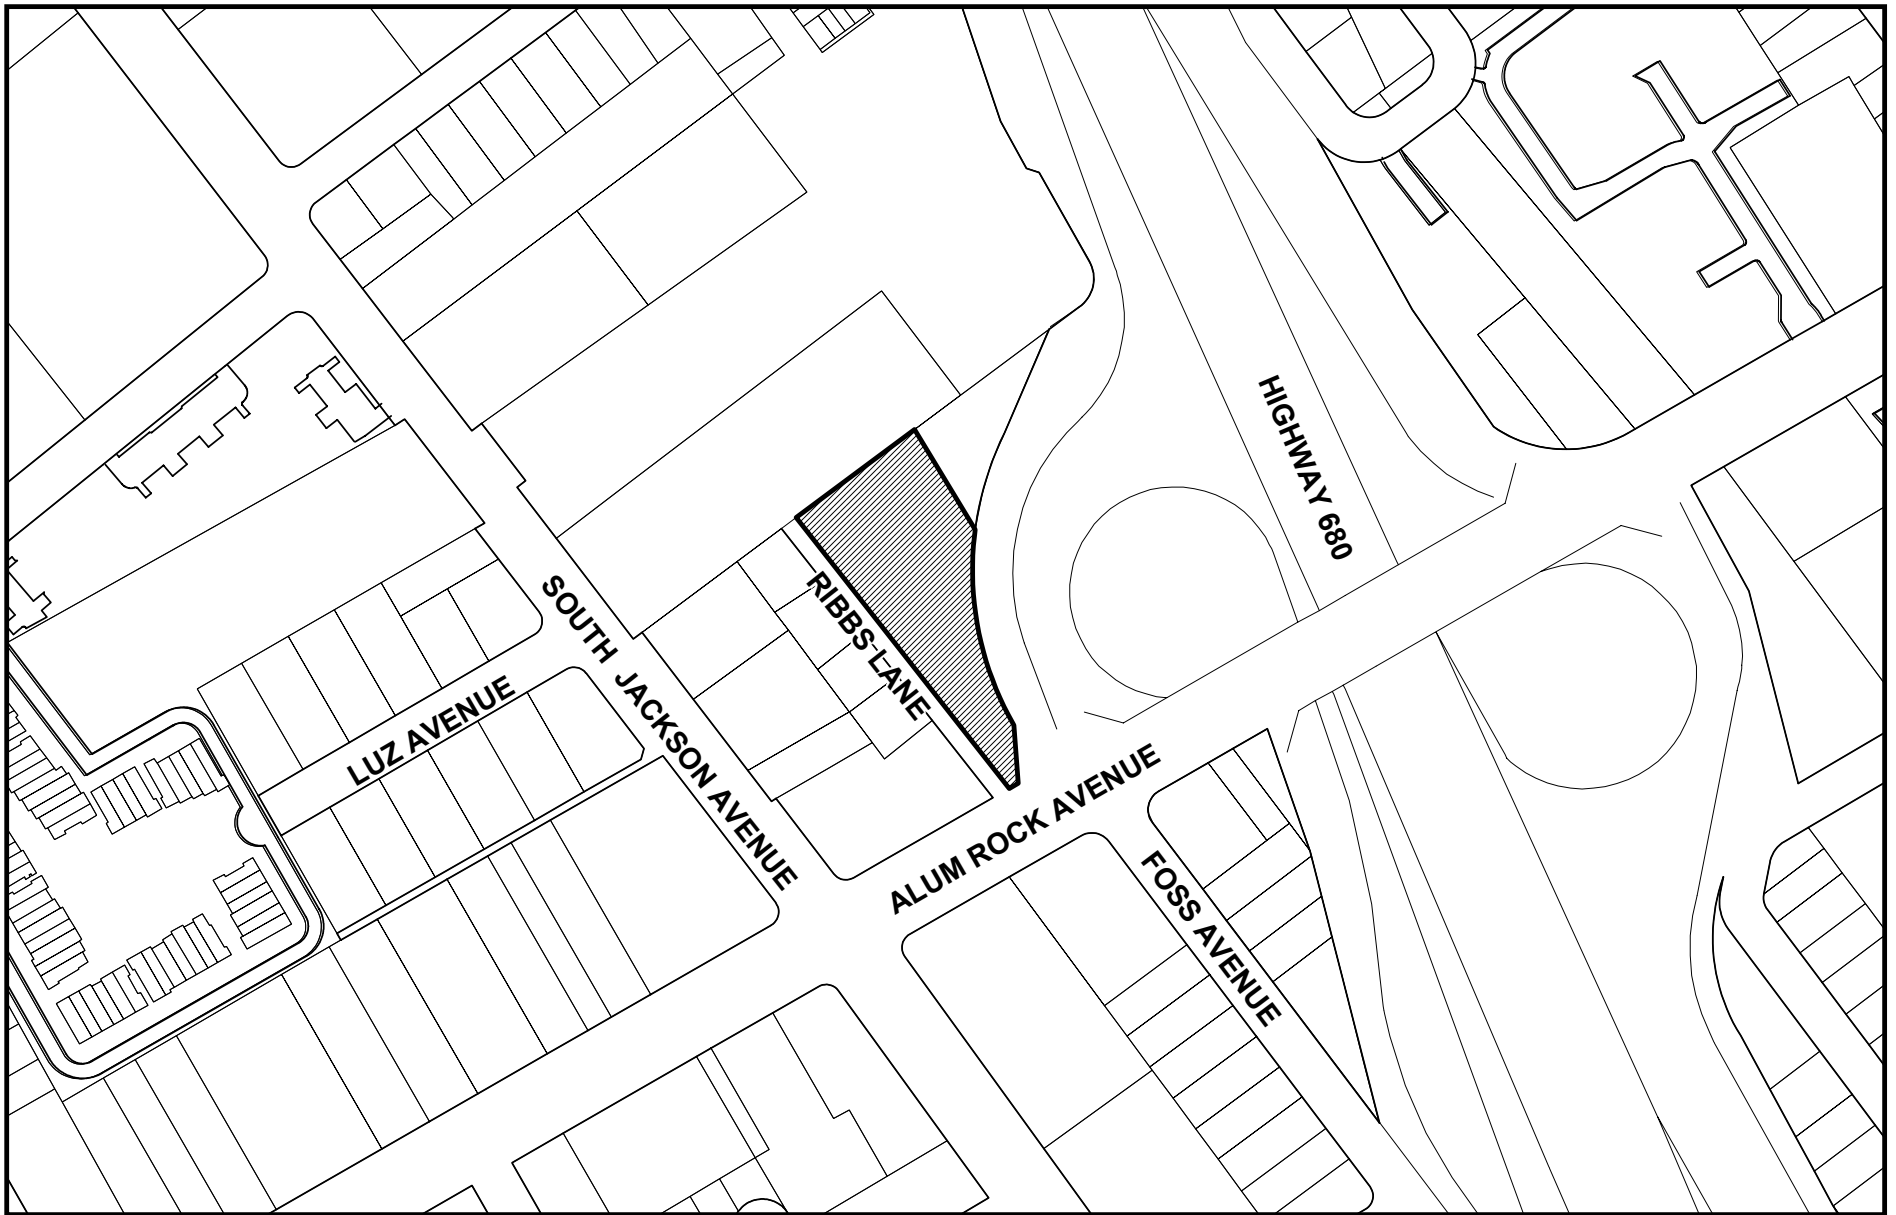 HIGHWAY 680
RIBBS LANE
SOUTH JACKSON AVENUE
LUZ AVENUE
ALUM ROCK AVENUE
FOSS AVENUE